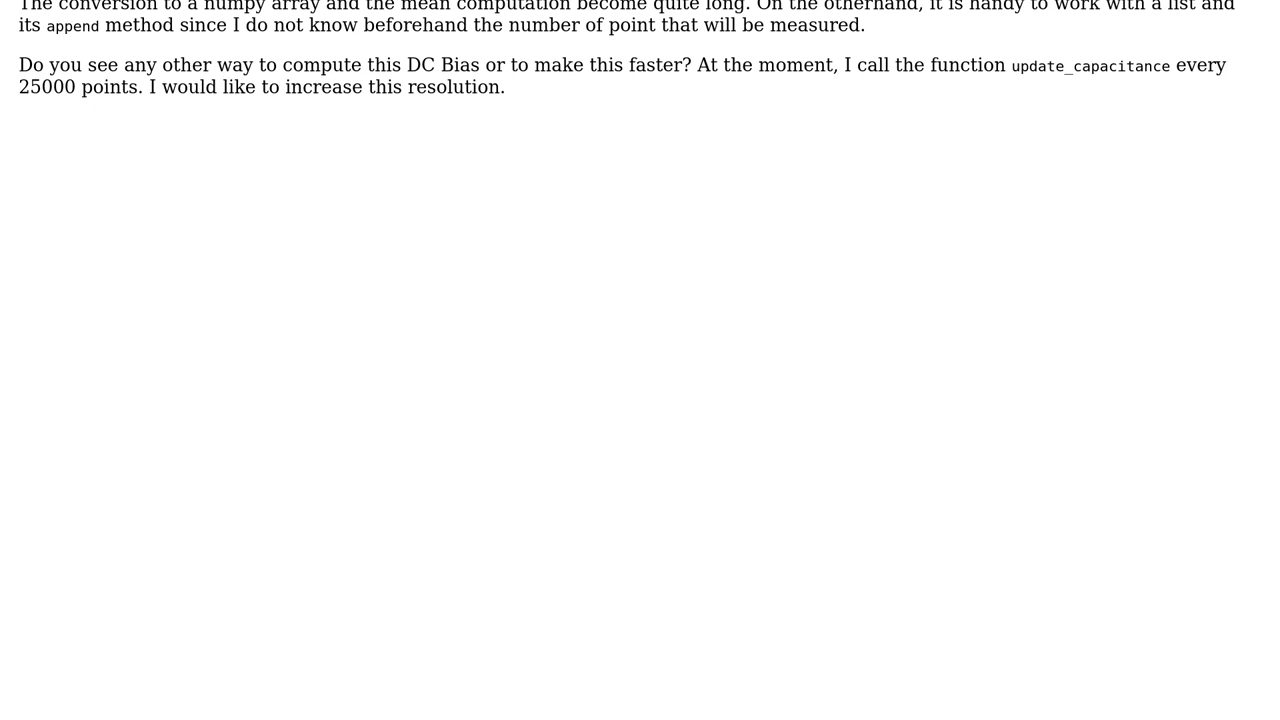 The conversion to a numpy array and the mean computation become quite long. On the otherhand, it is handy to work with a list and
its append method since I do not know beforehand the number of point that will be measured.
Do you see any other way to compute this DC Bias or to make this faster? At the moment, I call the function update_capacitance every
25000 points. I would like to increase this resolution.